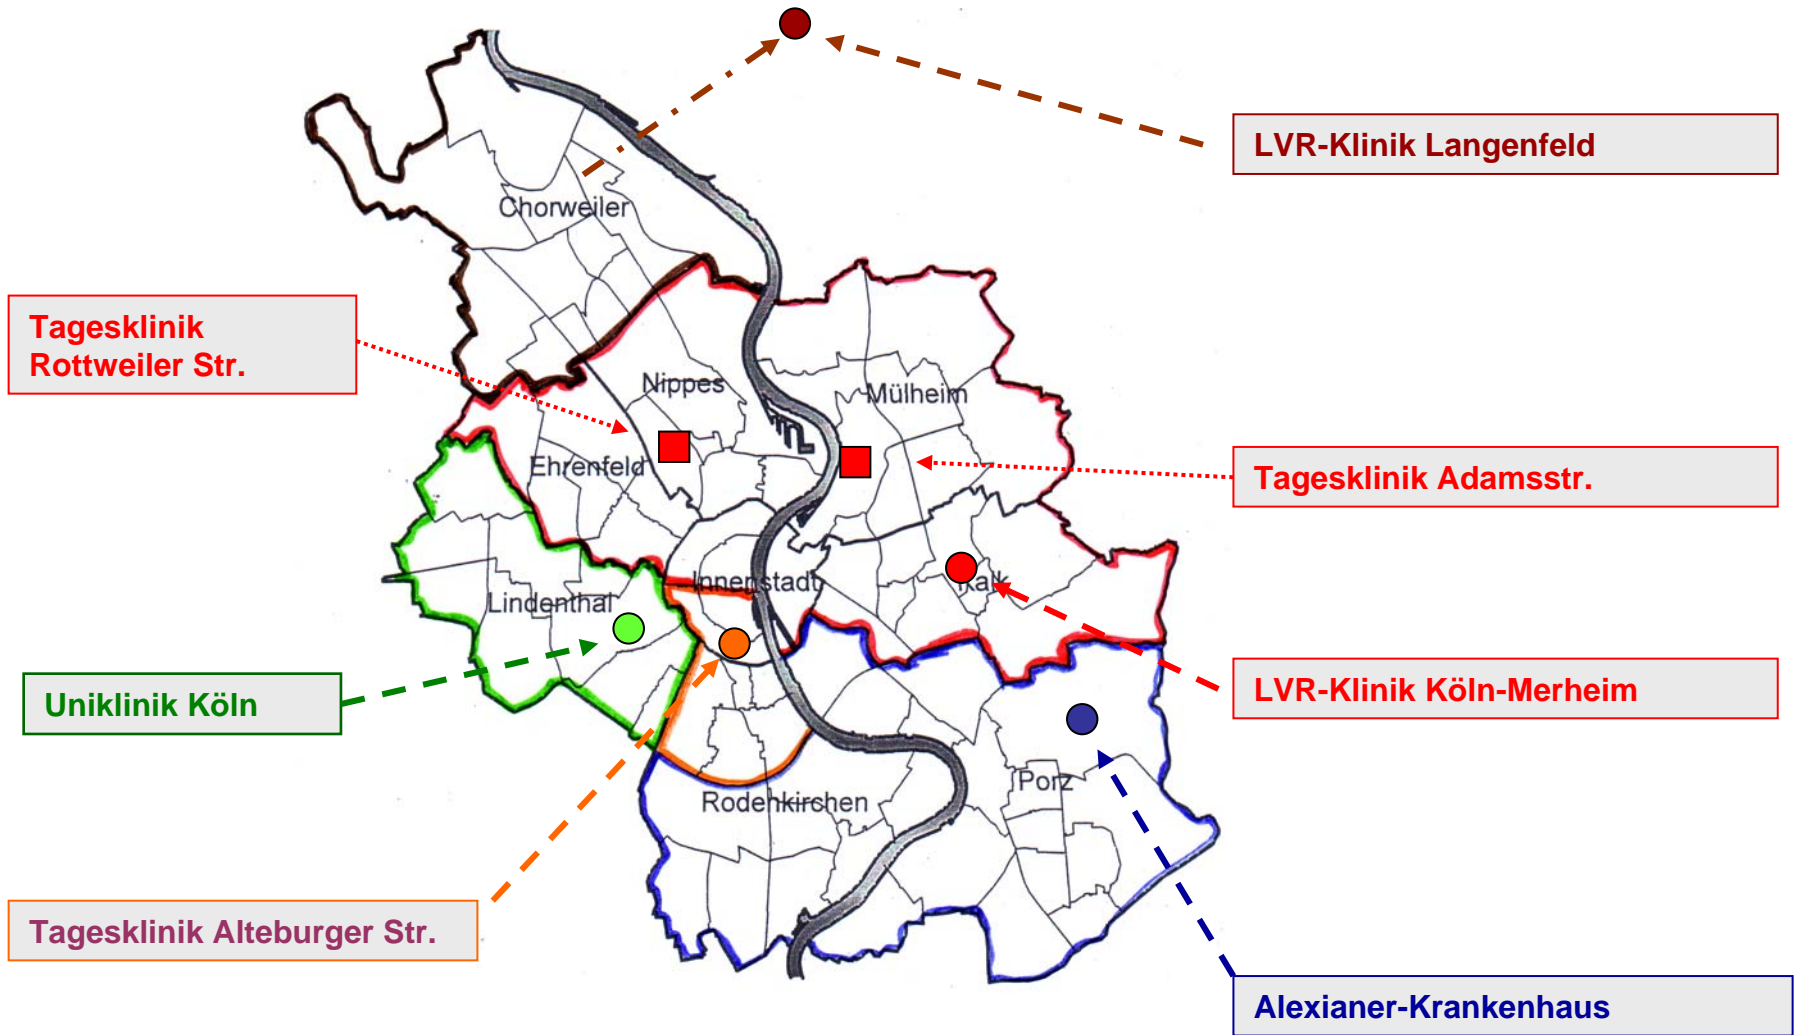 LVR-Klinik Langenfeld
Chorweiler
Tagesklinik
Rottweiler Str.
Nippes
Mülheim
Ehrenfeld
Tagesklinik Adamsstr.
Innenstadt
Kalk
Lindenthal
Uniklinik Köln
LVR-Klinik Köln-Merheim
Porz
Rodenkirchen
Tagesklinik Alteburger Str.
Alexianer-Krankenhaus